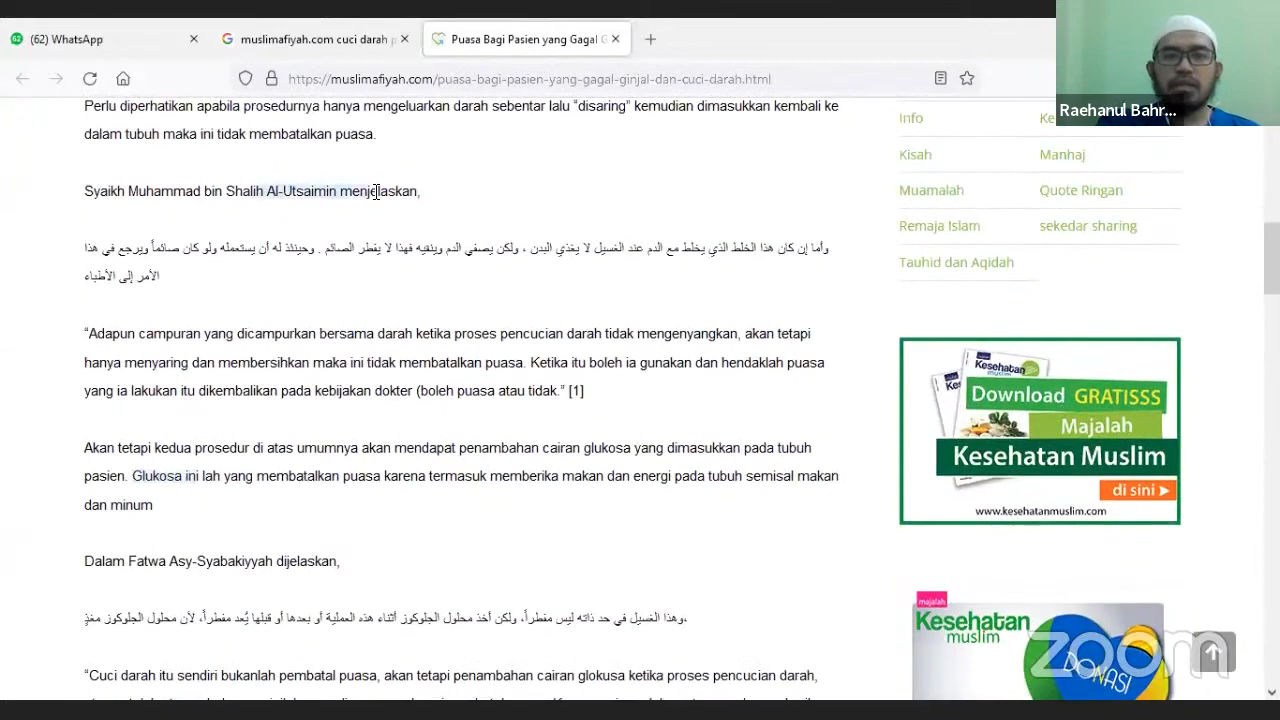 (62) WhatsApp
muslimafiyah.com cuci darah p
Puasa Bagi Pasien yang Gagal G
https://muslimafiyah.com/puasa-bagi-pasien-yang-gagal-ginjal-dan-cuci-darah.html
Raehanul Bahr...
Perlu diperhatikan apabila prosedurnya hanya mengeluarkan darah sebentar lalu “disaring” kemudian dimasukkan kembali ke
dalam tubuh maka ini tidak membatalkan puasa.
Syaikh Muhammad bin Shalih Al-Utsaimin menjelaskan,
وأما إن كان هذا الخلط الذي يخلط مع الدم عند الغسيل لا يغذي البدن ، ولكن يصفي الدم وينقيه فهذا لا يفطر الصائم . وحينئذ له أن يستعمله ولو كان صائماً ويرجع في هذا
الأمر إلى الأطباء
“Adapun campuran yang dicampurkan bersama darah ketika proses pencucian darah tidak mengenyangkan, akan tetapi
hanya menyaring dan membersihkan maka ini tidak membatalkan puasa. Ketika itu boleh ia gunakan dan hendaklah puasa
yang ia lakukan itu dikembalikan pada kebijakan dokter (boleh puasa atau tidak.” [1]
Akan tetapi kedua prosedur di atas umumnya akan mendapat penambahan cairan glukosa yang dimasukkan pada tubuh
pasien. Glukosa ini lah yang membatalkan puasa karena termasuk memberika makan dan energi pada tubuh semisal makan
dan minum
Dalam Fatwa Asy-Syabakiyyah dijelaskan,
وهذا الغسيل في حد ذاته ليس مفطراً، ولكن أخذ محلول الجلوكوز أثناء هذه العملية أو بعدها أو قبلها يُعد مفطراً، لأن محلول الجلوكوز مغذٍ،
“Cuci darah itu sendiri bukanlah pembatal puasa, akan tetapi penambahan cairan glokusa ketika proses pencucian darah,
Info
Ke
Kisah
Manhaj
Muamalah
Quote Ringan
Remaja Islam
sekedar sharing
Tauhid dan Aqidah
Kesehatan
Muslim
Download GRATISSS
Majalah
Kesehatan Muslim
di sini
www.kesehatanmuslim.com
majalah
Kesehatan
muslim
DONASI
zoom